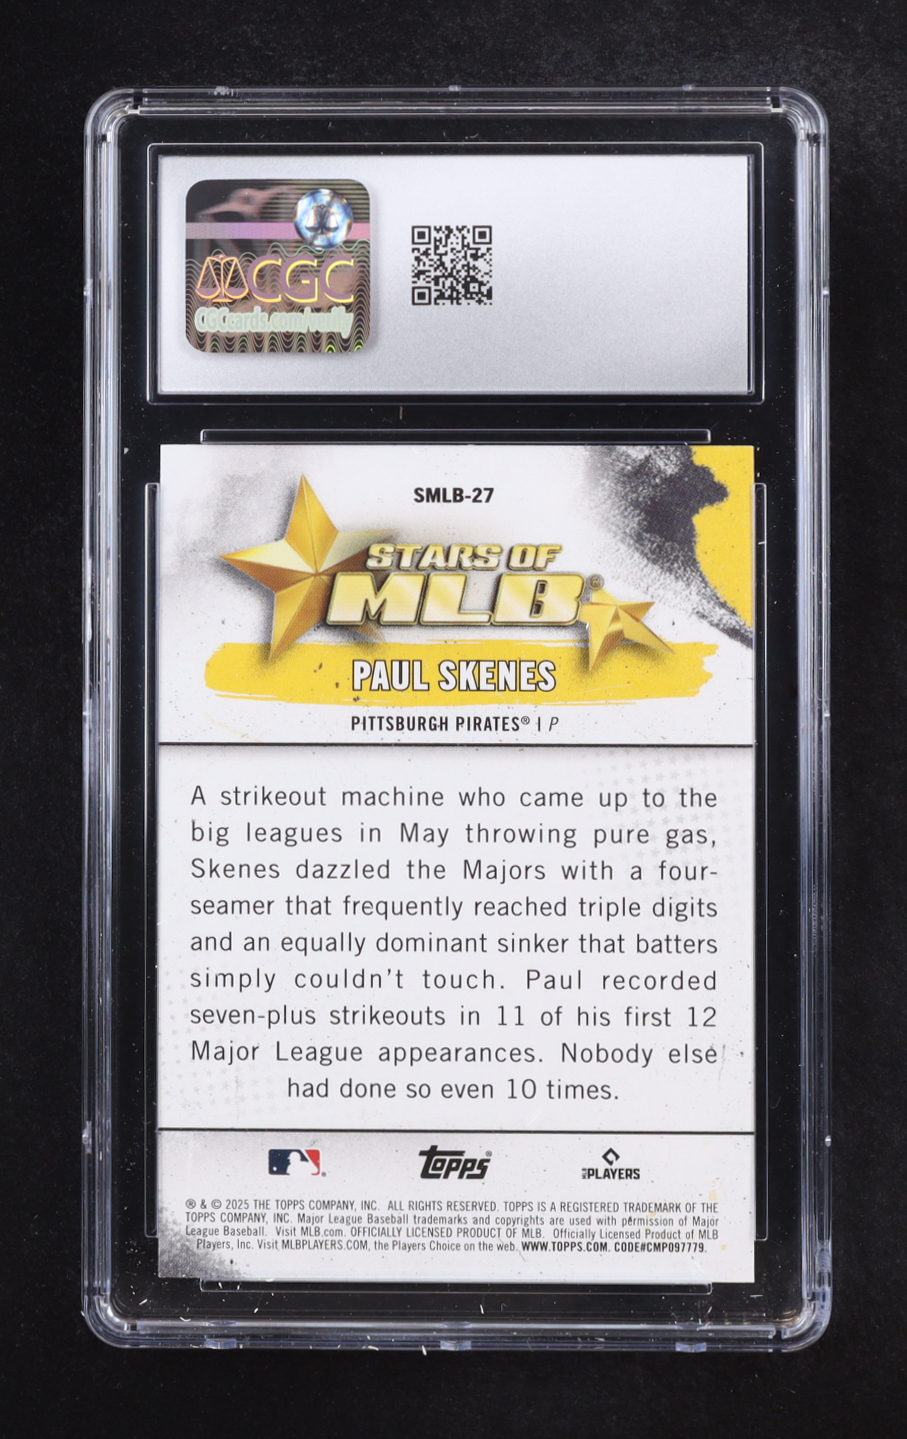 CGC
CGCcards.com/verify
SMLB-27
STARS OF
MLB®
PAUL SKENES
PITTSBURGH PIRATES® | P
A strikeout machine who came up to the
big leagues in May throwing pure gas,
Skenes dazzled the Majors with a four-
seamer that frequently reached triple digits
and an equally dominant sinker that batters
simply couldn't touch. Paul recorded
seven-plus strikeouts in 11 of his first 12
Major League appearances. Nobody else
had done so even 10 times.
Topps® PLAYERS
® & © 2025 THE TOPPS COMPANY, INC. ALL RIGHTS RESERVED. TOPPS IS A REGISTERED TRADEMARK OF THE
TOPPS COMPANY, INC. Major League Baseball trademarks and copyrights are used with permission of Major
League Baseball. Visit MLB.com. OFFICIALLY LICENSED PRODUCT OF MLB. Officially Licensed Product of MLB
Players, Inc. Visit MLBPLAYERS.COM, the Players Choice on the web. WWW.TOPPS.COM. CODE#CMP097779.